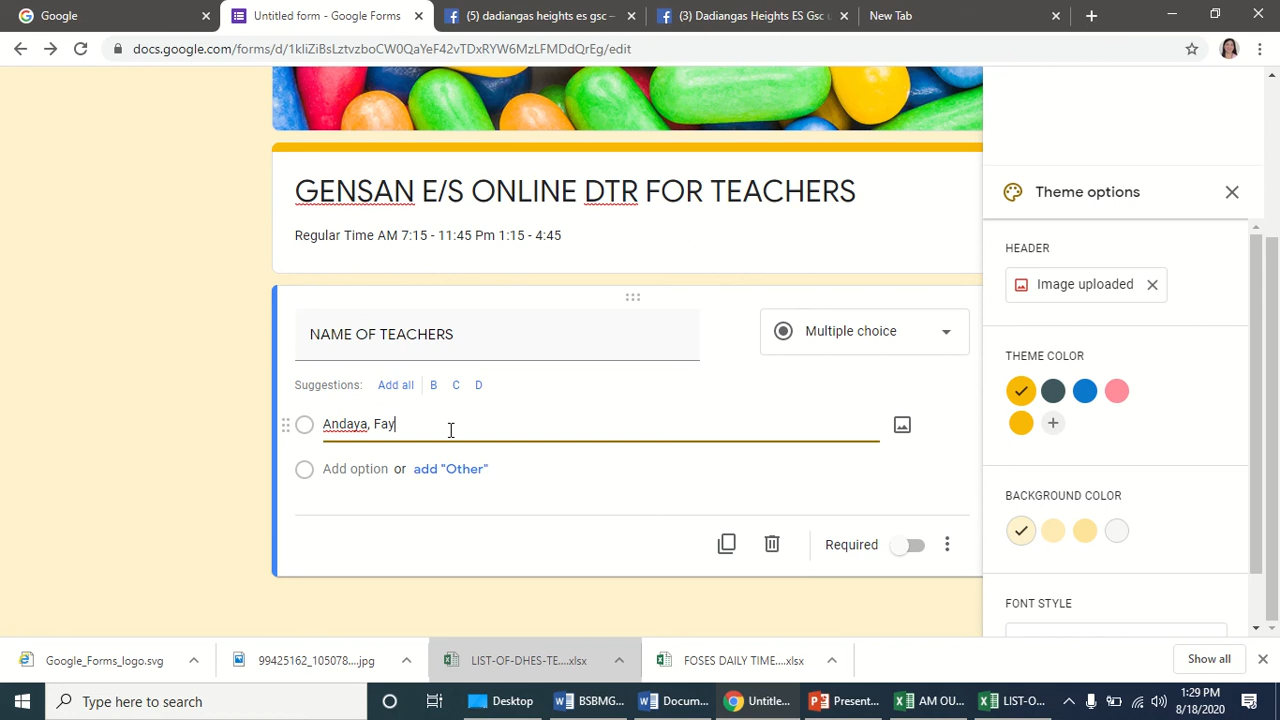 Google
Untitled form - Google Forms
(5) dadiangas heights es gsc –
(3) Dadiangas Heights ES Gsc u
New Tab
docs.google.com/forms/d/1kIiZiBsLztvzboCW0QaYeF42vTDxRYW6MzLFMDdQrEg/edit
GENSAN E/S ONLINE DTR FOR TEACHERS
Regular Time AM 7:15 - 11:45 Pm 1:15 - 4:45
NAME OF TEACHERS
Multiple choice
Suggestions: Add all B C D
Andaya, Fay
Add option or add "Other"
Required
Theme options
HEADER
Image uploaded
THEME COLOR
BACKGROUND COLOR
FONT STYLE
Google_Forms_logo.svg
99425162_105078....jpg
LIST-OF-DHES-TE....xlsx
FOSES DAILY TIME....xlsx
Show all
Type here to search
Desktop
BSBMG...
Docum...
Untitle...
Present...
AM OU...
LIST-O...
1:29 PM
8/18/2020